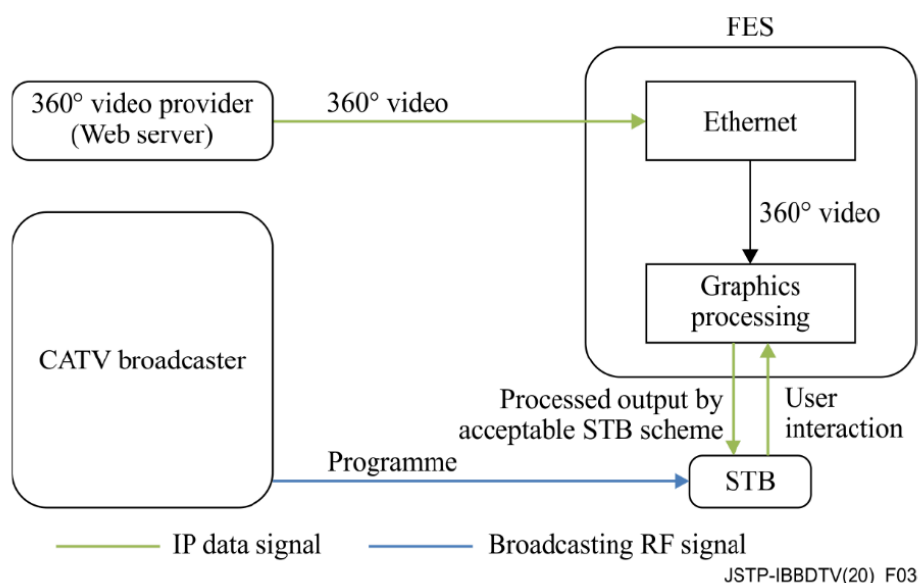 FES
360° video provider
(Web server)
360° video
Ethernet
360° video
Graphics
processing
CATV broadcaster
Processed output by
acceptable STB scheme
User
interaction
Programme
STB
IP data signal
Broadcasting RF signal
JSTP-IBBDTV(20)_F03